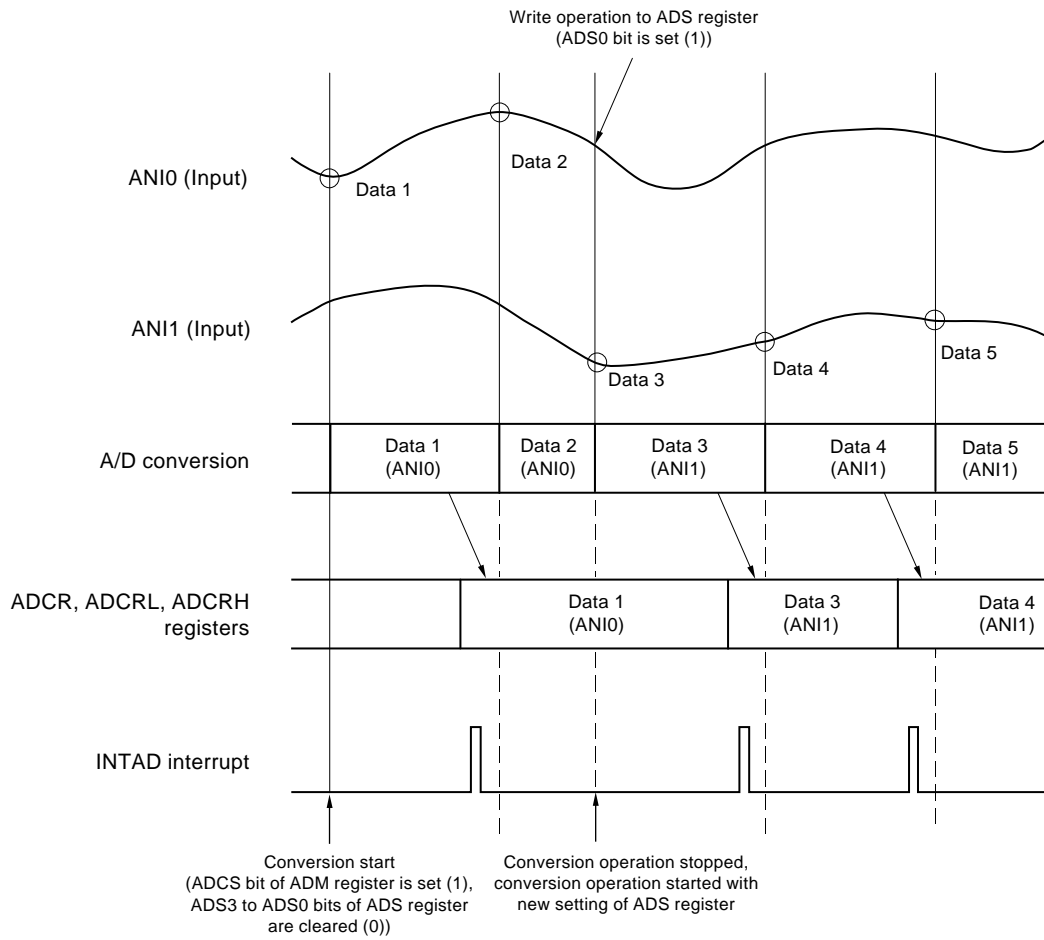 Write operation to ADS register
(ADS0 bit is set (1))
ANI0 (Input)
Data 1
Data 2
ANI1 (Input)
Data 3
Data 4
Data 5
A/D conversion
Data 1
(ANI0)
Data 2
(ANI0)
Data 3
(ANI1)
Data 4
(ANI1)
Data 5
(ANI1)
ADCR, ADCRL, ADCRH
registers
Data 1
(ANI0)
Data 3
(ANI1)
Data 4
(ANI1)
INTAD interrupt
Conversion start
(ADCS bit of ADM register is set (1),
ADS3 to ADS0 bits of ADS register
are cleared (0))
Conversion operation stopped,
conversion operation started with
new setting of ADS register